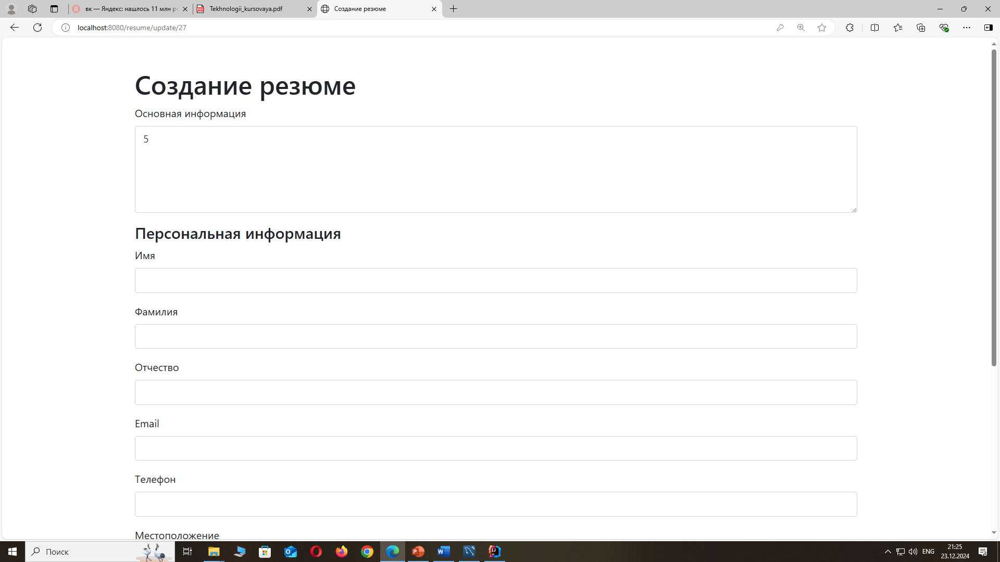 вк — Яндекс: нашлось 11 млн ре
Tekhnologii_kursovaya.pdf
Создание резюме
localhost:8080/resume/update/27
Создание резюме
Основная информация
5
Персональная информация
Имя
Фамилия
Отчество
Email
Телефон
Местоположение
Поиск
ENG
21:25
23.12.2024